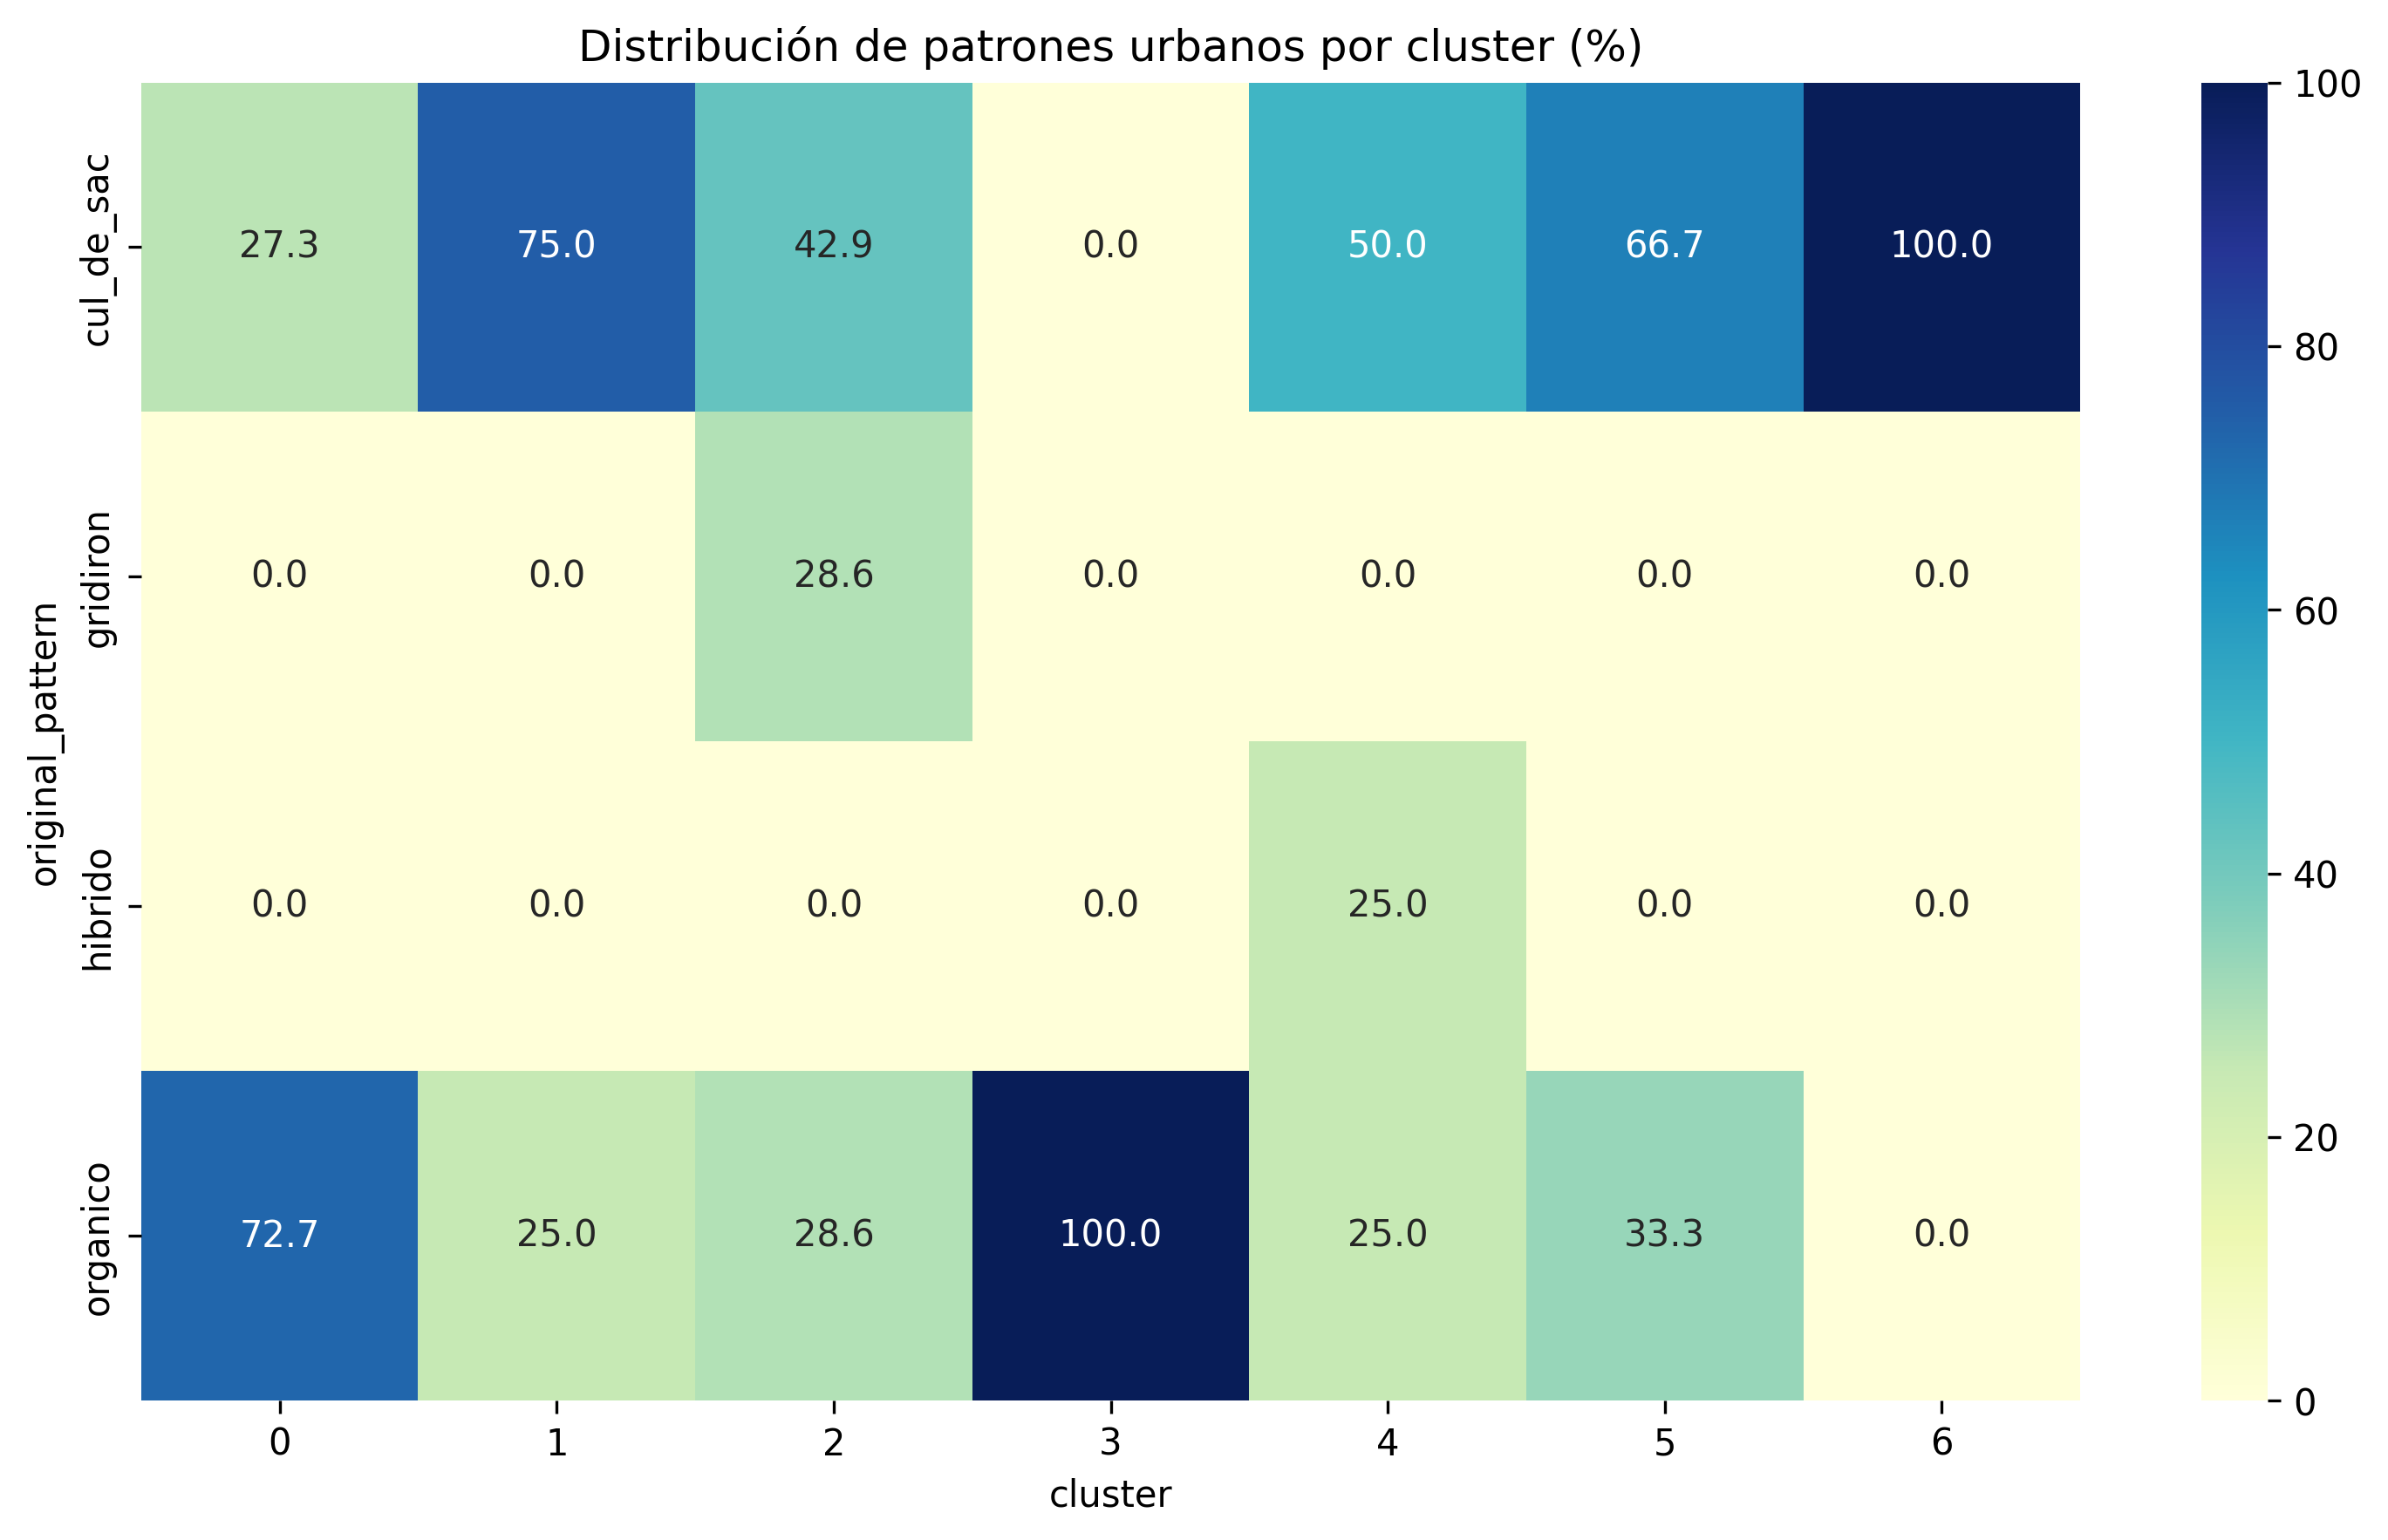 Distribución de patrones urbanos por cluster (%)
original_pattern
cul_de_sac
27.3 75.0 42.9 0.0 50.0 66.7 100.0
gridiron
0.0 0.0 28.6 0.0 0.0 0.0 0.0
hibrido
0.0 0.0 0.0 0.0 25.0 0.0 0.0
organico
72.7 25.0 28.6 100.0 25.0 33.3 0.0
0 1 2 3 4 5 6
cluster
100
80
60
40
20
0